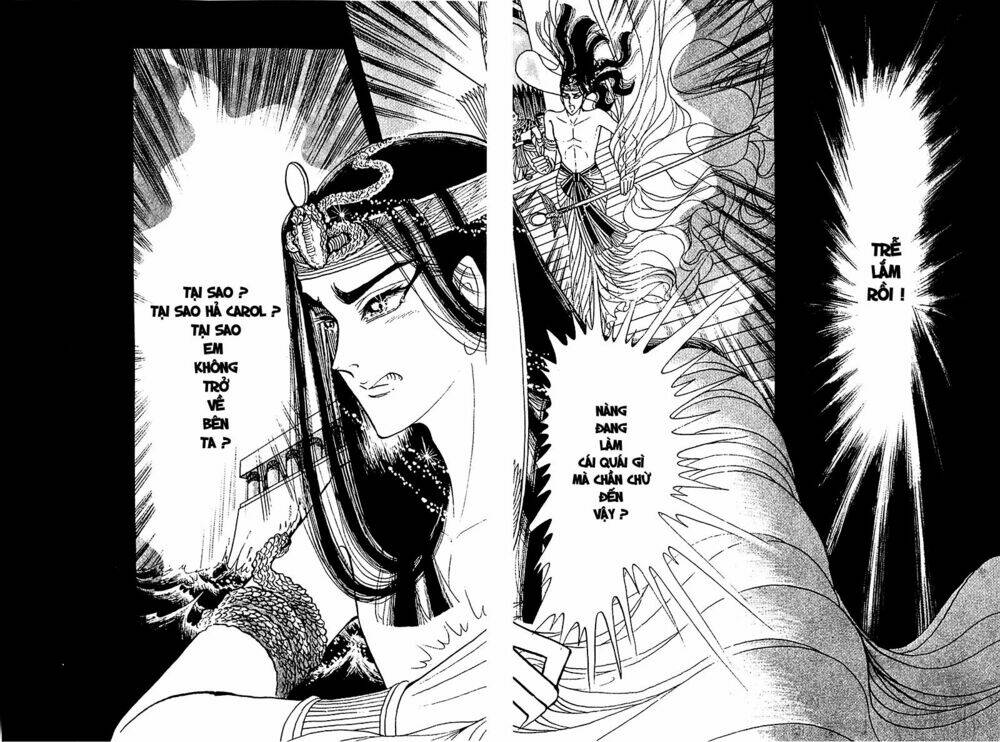 TRỄ
LẮM
RỒI !
NÀNG
ĐANG
LÀM
CÁI QUÁI GÌ
MÀ CHẦN CHỪ
ĐẾN
VẬY ?
TẠI SAO ?
TẠI SAO HẢ CAROL ?
TẠI SAO
EM
KHÔNG
TRỞ
VỀ
BÊN
TA ?